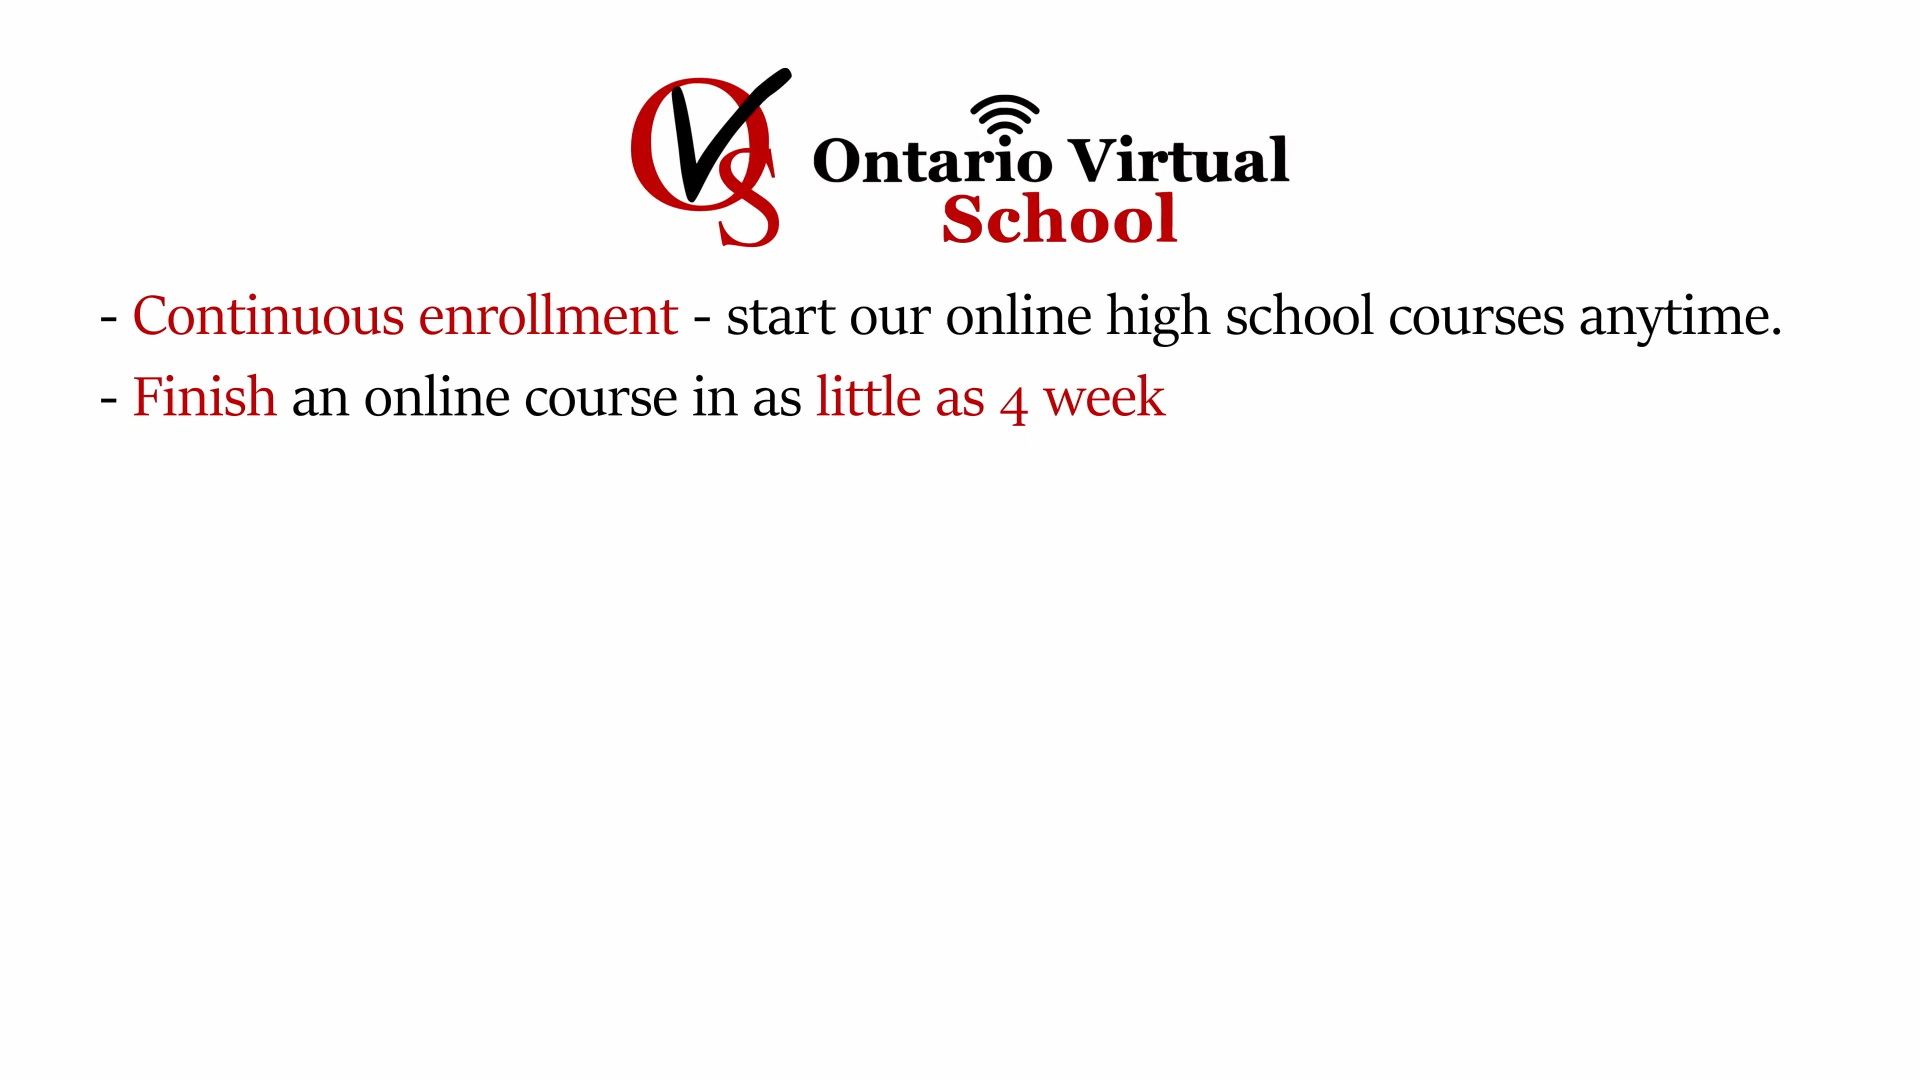 OVS
Ontario Virtual
School
- Continuous enrollment - start our online high school courses anytime.
- Finish an online course in as little as 4 week